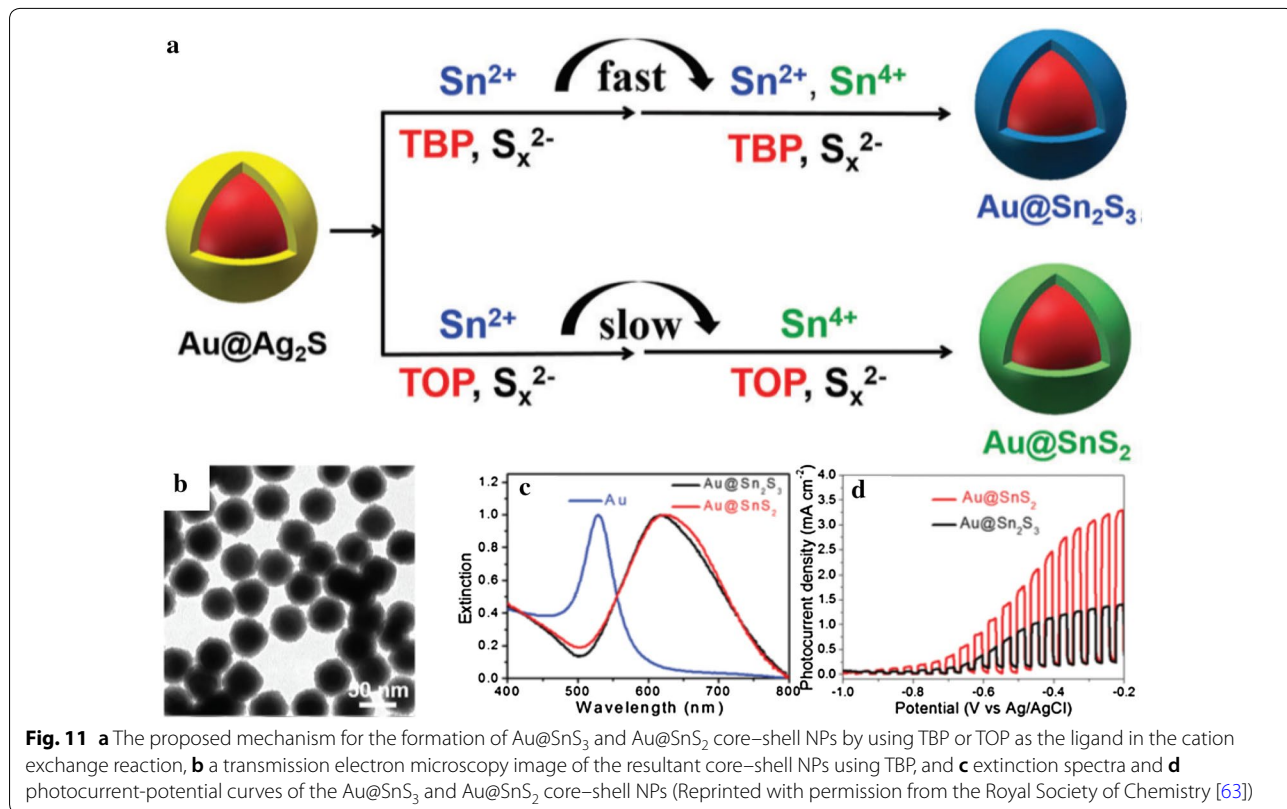 a
Sn²⁺ fast Sn²⁺, Sn⁴⁺
TBP, Sₓ²⁻ TBP, Sₓ²⁻
Au@Sn₂S₃
Au@Ag₂S
Sn²⁺ slow Sn⁴⁺
TOP, Sₓ²⁻ TOP, Sₓ²⁻
Au@SnS₂
b
50 nm
c
Au
Au@Sn₂S₃
Au@SnS₂
Extinction
1.2
1.0
0.8
0.6
0.4
0.2
0.0
400 500 600 700 800
Wavelength (nm)
d
Au@SnS₂
Au@Sn₂S₃
Photocurrent density (mA cm⁻²)
4.0
3.5
3.0
2.5
2.0
1.5
1.0
0.5
0.0
-1.0 -0.8 -0.6 -0.4 -0.2
Potential (V vs Ag/AgCl)
Fig. 11 a The proposed mechanism for the formation of Au@SnS₃ and Au@SnS₂ core–shell NPs by using TBP or TOP as the ligand in the cation
exchange reaction, b a transmission electron microscopy image of the resultant core–shell NPs using TBP, and c extinction spectra and d
photocurrent-potential curves of the Au@SnS₃ and Au@SnS₂ core–shell NPs (Reprinted with permission from the Royal Society of Chemistry [63])